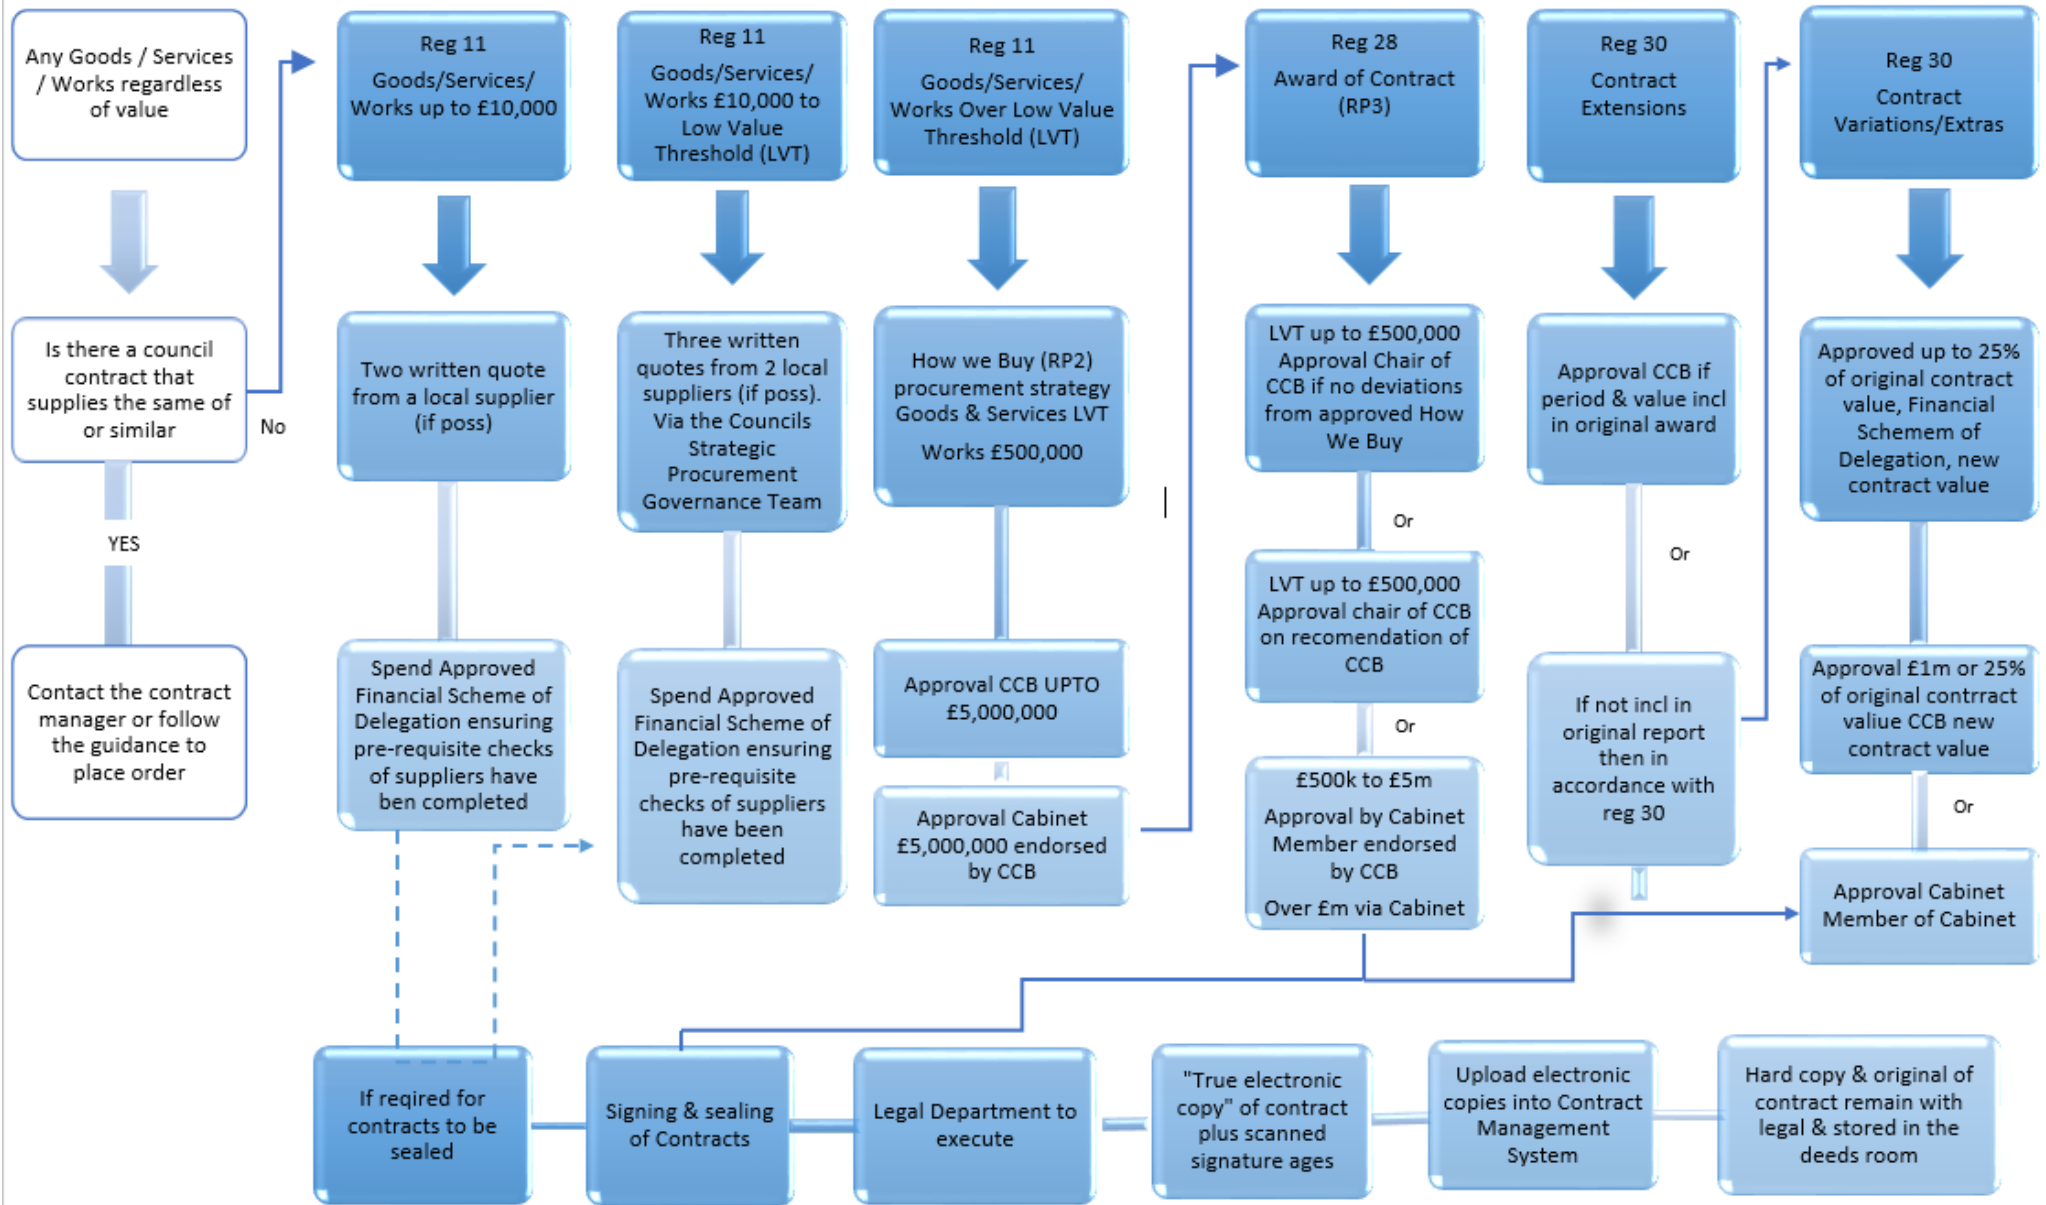 Any Goods / Services
/ Works regardless
of value
Is there a council
contract that
supplies the same of
or similar
No
YES
Contact the contract
manager or follow
the guidance to
place order
Reg 11
Goods/Services/
Works up to £10,000
Two written quote
from a local supplier
(if poss)
Spend Approved
Financial Scheme of
Delegation ensuring
pre-requisite checks
of suppliers have
ben completed
Reg 11
Goods/Services/
Works £10,000 to
Low Value
Threshold (LVT)
Three written
quotes from 2 local
suppliers (if poss).
Via the Councils
Strategic
Procurement
Governance Team
Spend Approved
Financial Scheme of
Delegation ensuring
pre-requisite
checks of suppliers
have been
completed
Reg 11
Goods/Services/
Works Over Low Value
Threshold (LVT)
How we Buy (RP2)
procurement strategy
Goods & Services LVT
Works £500,000
Approval CCB UPTO
£5,000,000
Approval Cabinet
£5,000,000 endorsed
by CCB
Reg 28
Award of Contract
(RP3)
LVT up to £500,000
Approval Chair of
CCB if no deviations
from approved How
We Buy
Or
LVT up to £500,000
Approval chair of CCB
on recomendation of
CCB
Or
£500k to £5m
Approval by Cabinet
Member endorsed
by CCB
Over £m via Cabinet
Reg 30
Contract
Extensions
Approval CCB if
period & value incl
in original award
Or
If not incl in
original report
then in
accordance with
reg 30
Reg 30
Contract
Variations/Extras
Approved up to 25%
of original contract
value, Financial
Schemem of
Delegation, new
contract value
Approval £1m or 25%
of original contrract
valiue CCB new
contract value
Or
Approval Cabinet
Member of Cabinet
If reqired for
contracts to be
sealed
Signing & sealing
of Contracts
Legal Department to
execute
"True electronic
copy" of contract
plus scanned
signature ages
Upload electronic
copies into Contract
Management
System
Hard copy & original of
contract remain with
legal & stored in the
deeds room